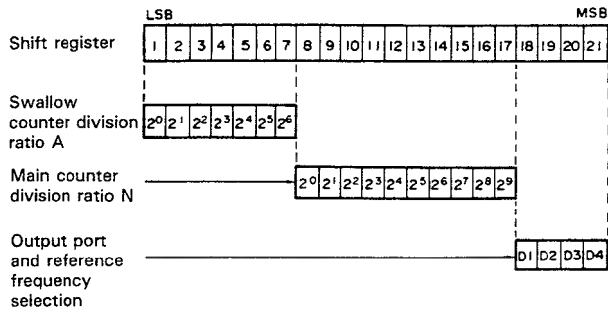 LSB MSB
Shift register 1 2 3 4 5 6 7 8 9 10 11 12 13 14 15 16 17 18 19 20 21
Swallow
counter division
ratio A
2⁰ 2¹ 2² 2³ 2⁴ 2⁵ 2⁶
Main counter
division ratio N
2⁰ 2¹ 2² 2³ 2⁴ 2⁵ 2⁶ 2⁷ 2⁸ 2⁹
Output port
and reference
frequency
selection
D1 D2 D3 D4